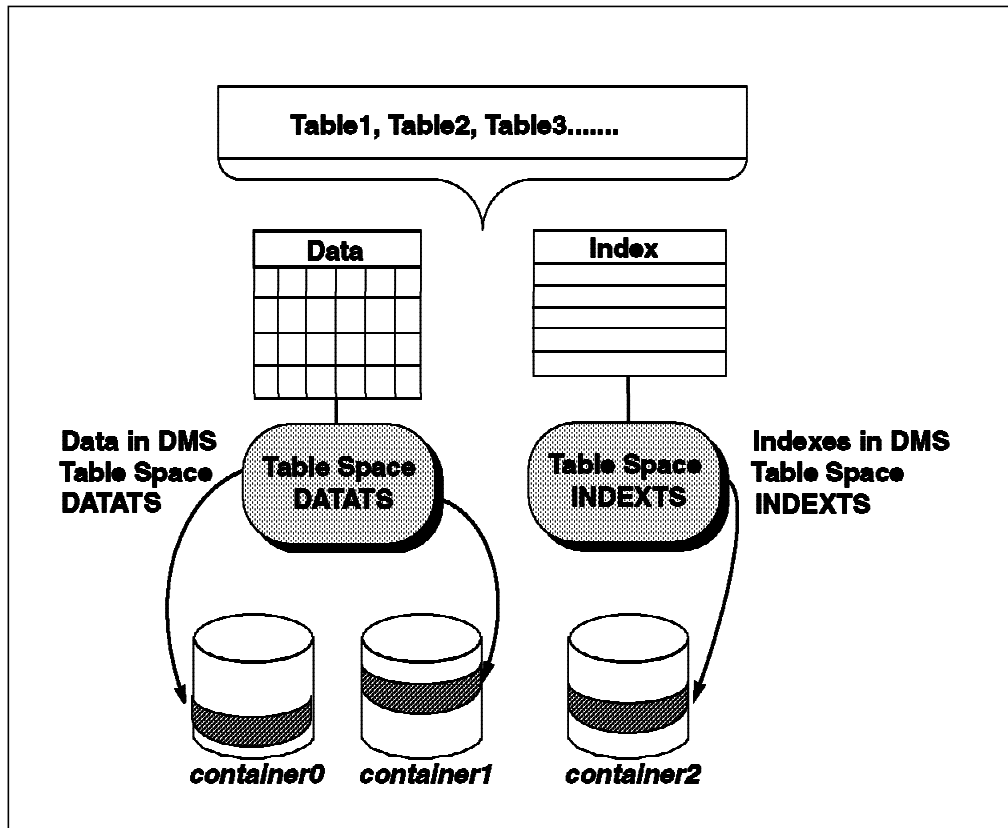 Table1, Table2, Table3.......
Data
Index
Data in DMS
Table Space
DATATS
Table Space
DATATS
Table Space
INDEXTS
Indexes in DMS
Table Space
INDEXTS
container0
container1
container2